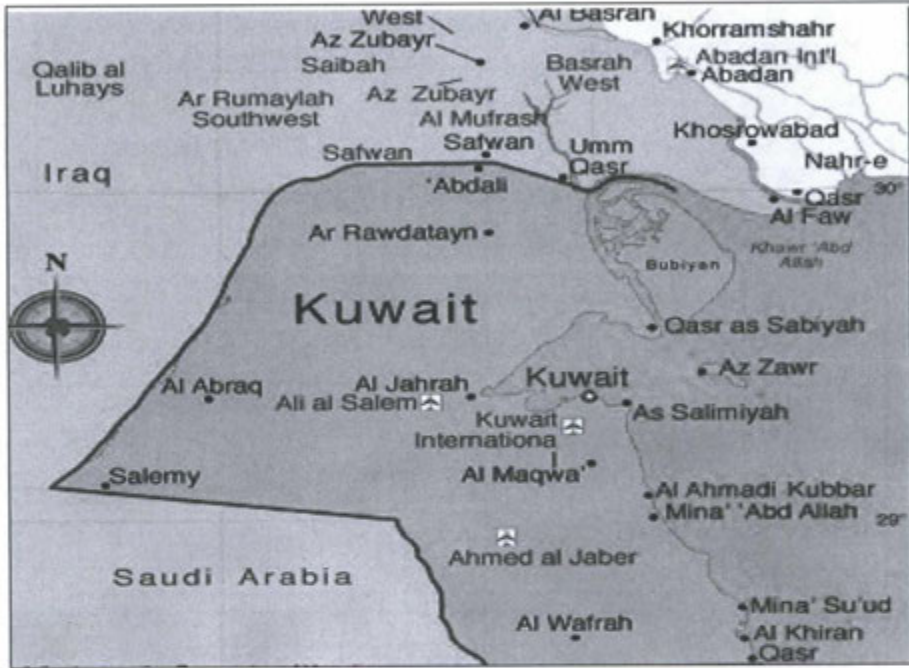 West
Al Basrah
Az Zubayr
Khorramshahr
Saibah
Basrah
West
Abadan Int'l
Abadan
Qalib al
Luhays
Ar Rumaylah
Southwest
Az Zubayr
Al Mufrash
Safwan
Khosrowabad
Umm
Qasr
Safwan
Nahr-e
Qasr
30°
Iraq
'Abdali
Al Faw
Ar Rawdatayn
Khawr 'Abd
Allah
Bubiyan
N
Kuwait
Qasr as Sabiyah
Az Zawr
Al Abraq
Al Jahrah
Kuwait
Ali al Salem
As Salimiyah
Kuwait
Internationa
l
Al Maqwa'
Salemy
Al Ahmadi Kubbar
Mina' 'Abd Allah
29°
Ahmed al Jaber
Saudi Arabia
Mina' Su'ud
Al Wafrah
Al Khiran
Qasr